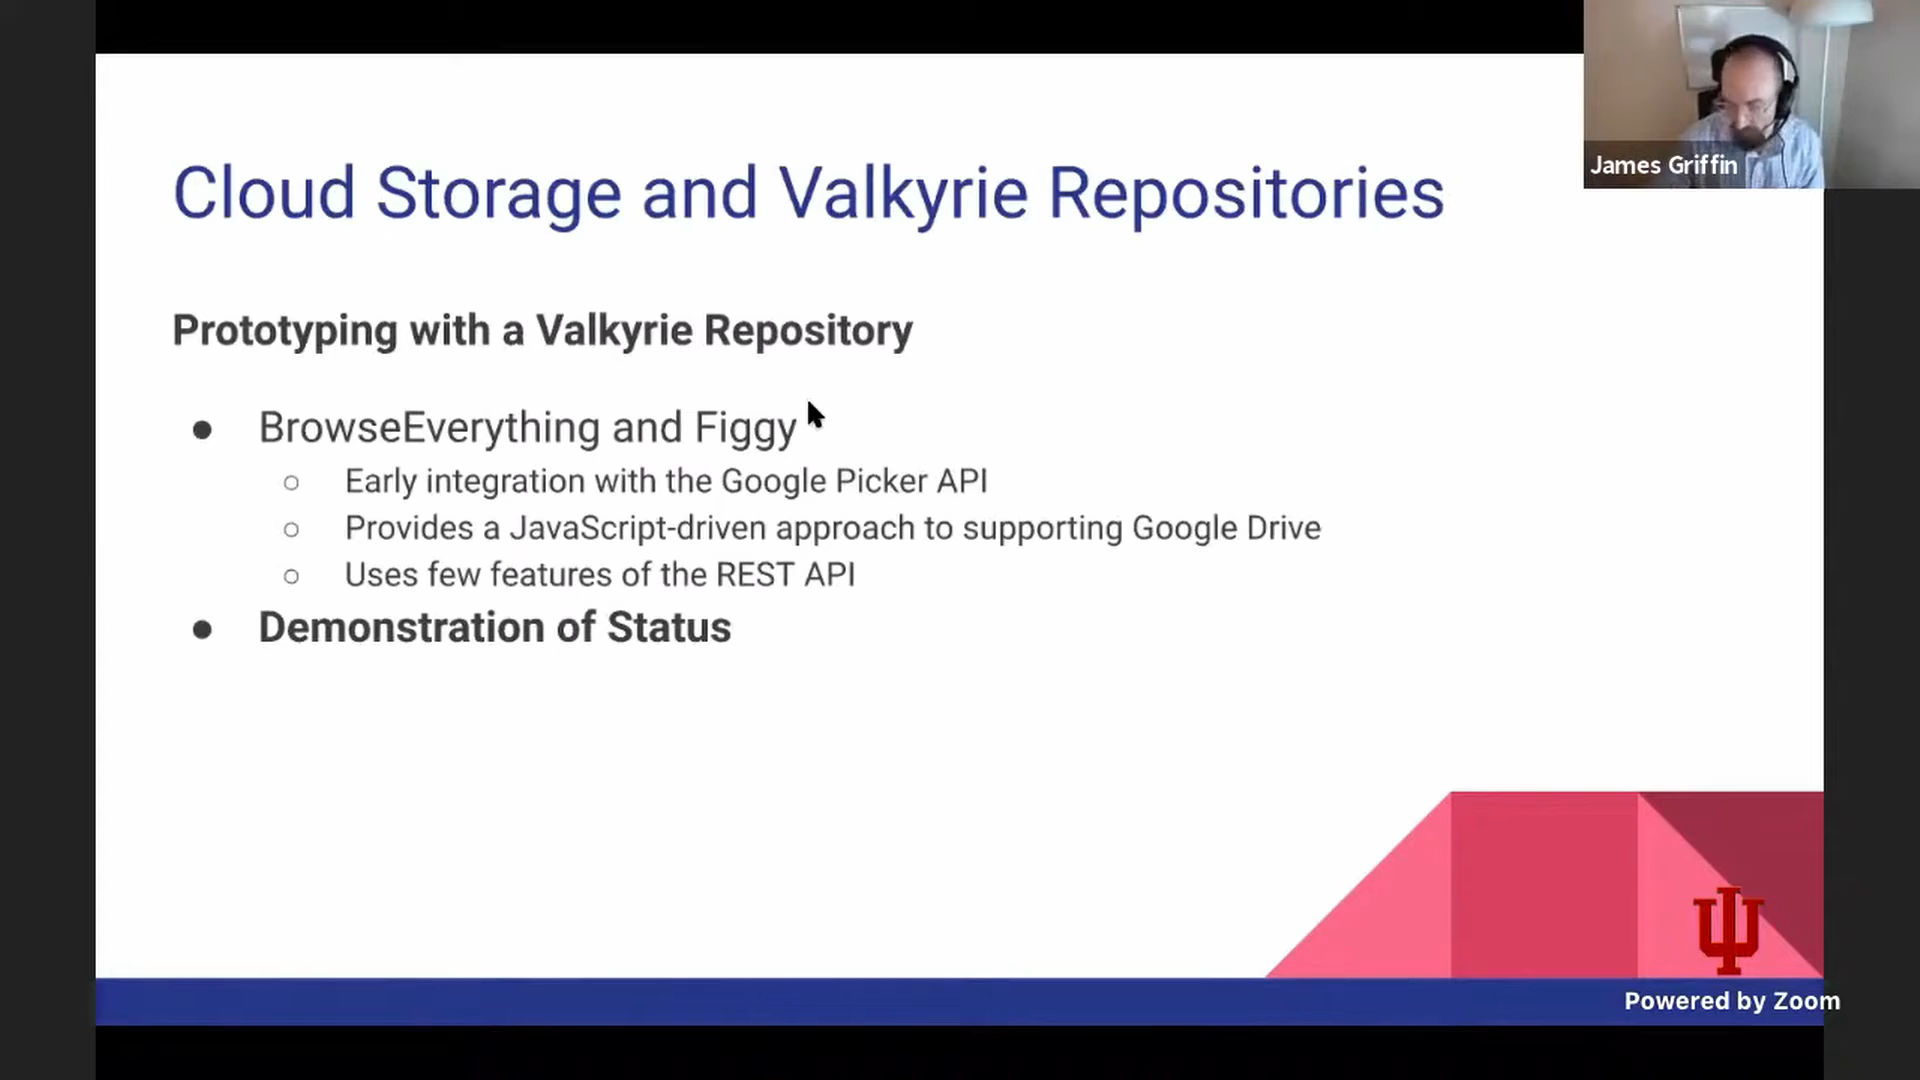 Cloud Storage and Valkyrie Repositories
James Griffin
Prototyping with a Valkyrie Repository
BrowseEverything and Figgy
Early integration with the Google Picker API
Provides a JavaScript-driven approach to supporting Google Drive
Uses few features of the REST API
Demonstration of Status
Powered by Zoom